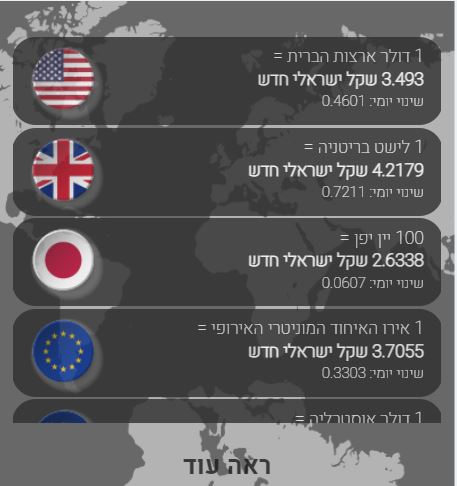 1 דולר ארצות הברית =
3.493 שקל ישראלי חדש
שינוי יומי: 0.4601
1 לישט בריטניה =
4.2179 שקל ישראלי חדש
שינוי יומי: 0.7211
100 יין יפן =
2.6338 שקל ישראלי חדש
שינוי יומי: 0.0607
1 אירו האיחוד המוניטרי האירופי =
3.7055 שקל ישראלי חדש
שינוי יומי: 0.3303
1 דולר אוסטרליה =
ראה עוד